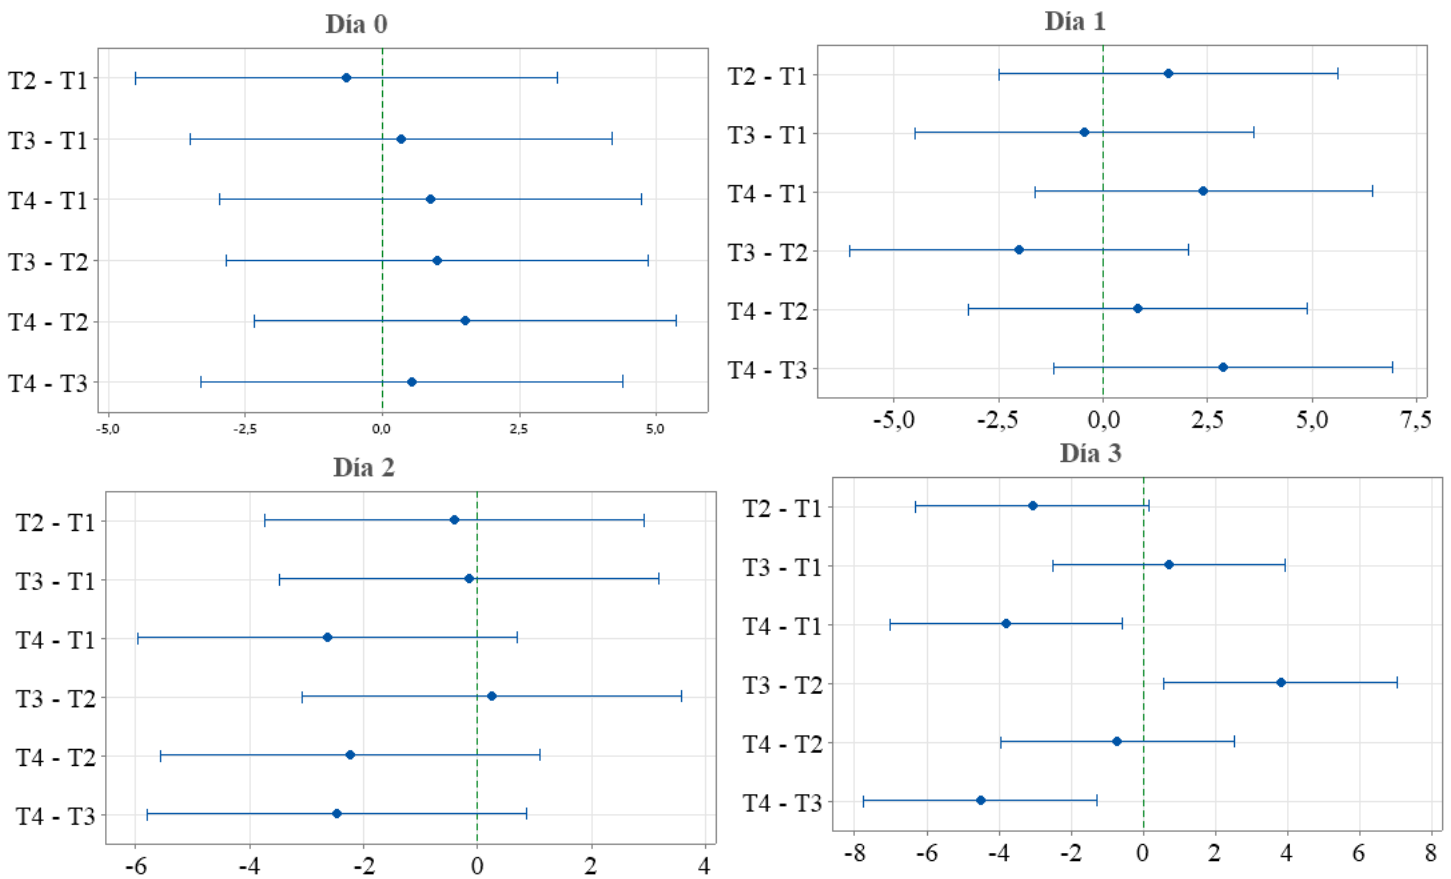 Día 0
T2 - T1
T3 - T1
T4 - T1
T3 - T2
T4 - T2
T4 - T3
-5,0 -2,5 0,0 2,5 5,0
Día 1
T2 - T1
T3 - T1
T4 - T1
T3 - T2
T4 - T2
T4 - T3
-5,0 -2,5 0,0 2,5 5,0 7,5
Día 2
T2 - T1
T3 - T1
T4 - T1
T3 - T2
T4 - T2
T4 - T3
-6 -4 -2 0 2 4
Día 3
T2 - T1
T3 - T1
T4 - T1
T3 - T2
T4 - T2
T4 - T3
-8 -6 -4 -2 0 2 4 6 8